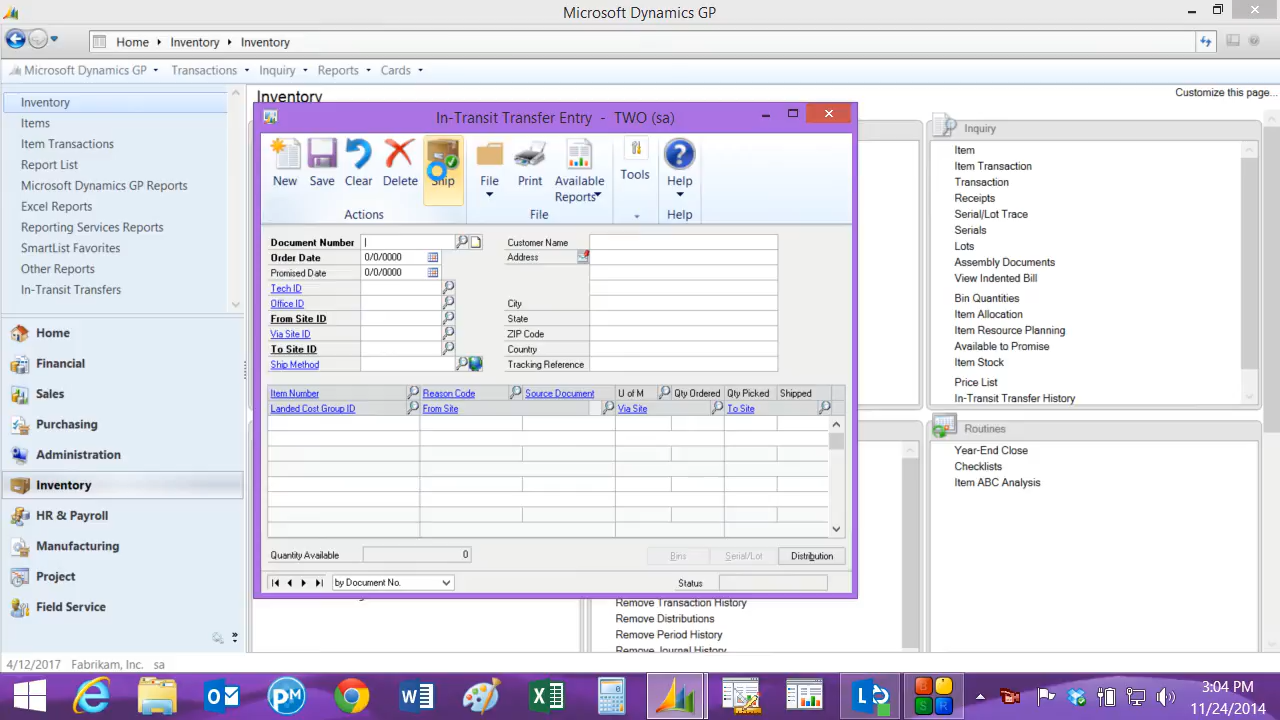 Microsoft Dynamics GP
Home Inventory Inventory
Microsoft Dynamics GP Transactions Inquiry Reports Cards
Inventory
Items
Item Transactions
Report List
Microsoft Dynamics GP Reports
Excel Reports
Reporting Services Reports
SmartList Favorites
Other Reports
In-Transit Transfers
Home
Financial
Sales
Purchasing
Administration
Inventory
HR & Payroll
Manufacturing
Project
Field Service
Inventory
Customize this page...
In-Transit Transfer Entry - TWO (sa)
New Save Clear Delete Ship File Print Available Reports Tools Help
Actions File Help
Document Number
Order Date 0/0/0000
Promised Date 0/0/0000
Tech ID
Office ID
From Site ID
Via Site ID
To Site ID
Ship Method
Customer Name
Address
City
State
ZIP Code
Country
Tracking Reference
Item Number Reason Code Source Document U of M Qty Ordered Qty Picked Shipped
Landed Cost Group ID From Site Via Site To Site
Quantity Available 0
Bins Serial/Lot Distribution
by Document No. Status
Inquiry
Item
Item Transaction
Transaction
Receipts
Serial/Lot Trace
Serials
Lots
Assembly Documents
View Indented Bill
Bin Quantities
Item Allocation
Item Resource Planning
Available to Promise
Item Stock
Price List
In-Transit Transfer History
Routines
Year-End Close
Checklists
Item ABC Analysis
Remove Transaction History
Remove Distributions
Remove Period History
Remove Journal History
4/12/2017 Fabrikam, Inc. sa
3:04 PM
11/24/2014